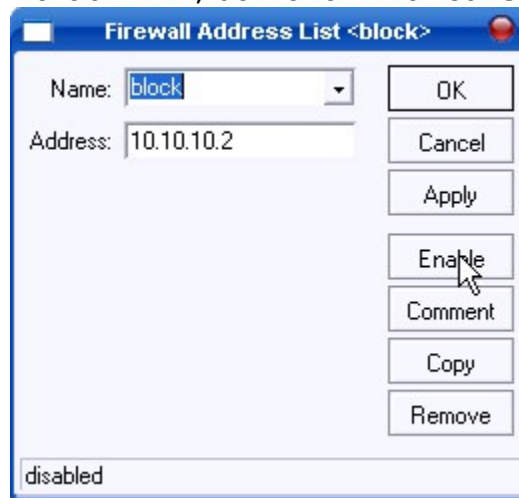 Firewall Address List <block>
Name: block
OK
Address: 10.10.10.2
Cancel
Apply
Enable
Comment
Copy
Remove
disabled